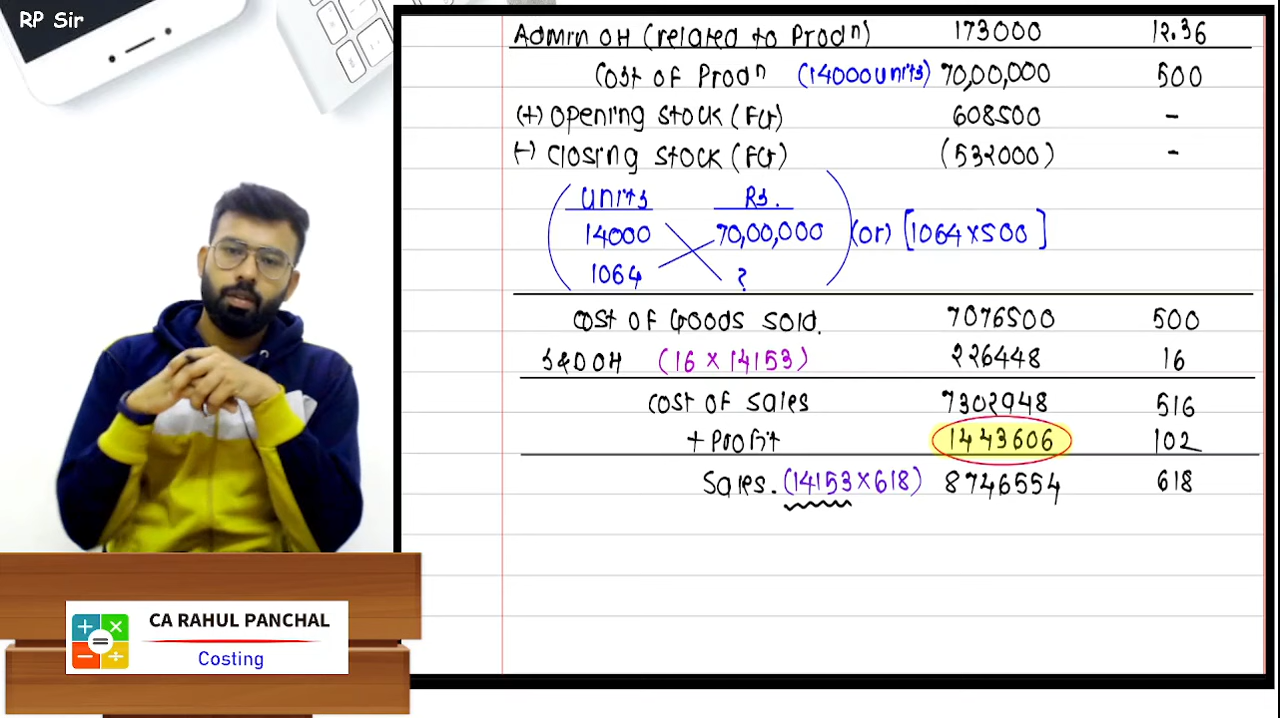 RP Sir
Admin OH (related to Prodⁿ) 173000 12.36
Cost of Prodⁿ (14000 units) 70,00,000 500
(+) Opening stock (FG) 608500 -
(-) Closing stock (FG) (532000) -
Units Rs.
14000 70,00,000 (or) [1064×500]
1064 ?
Cost of Goods sold. 7076500 500
S&D OH (16 × 14153) 226448 16
Cost of Sales 7302948 516
+ Profit 1443606 102
Sales. (14153×618) 8746554 618
CA RAHUL PANCHAL
Costing